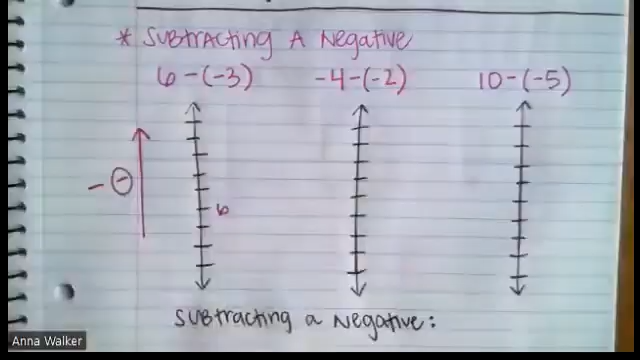 * SUBTRACTING A NEGATIVE
6-(-3) -4-(-2) 10-(-5)
- ⊖
6
SUBTRACTING A NEGATIVE:
Anna Walker